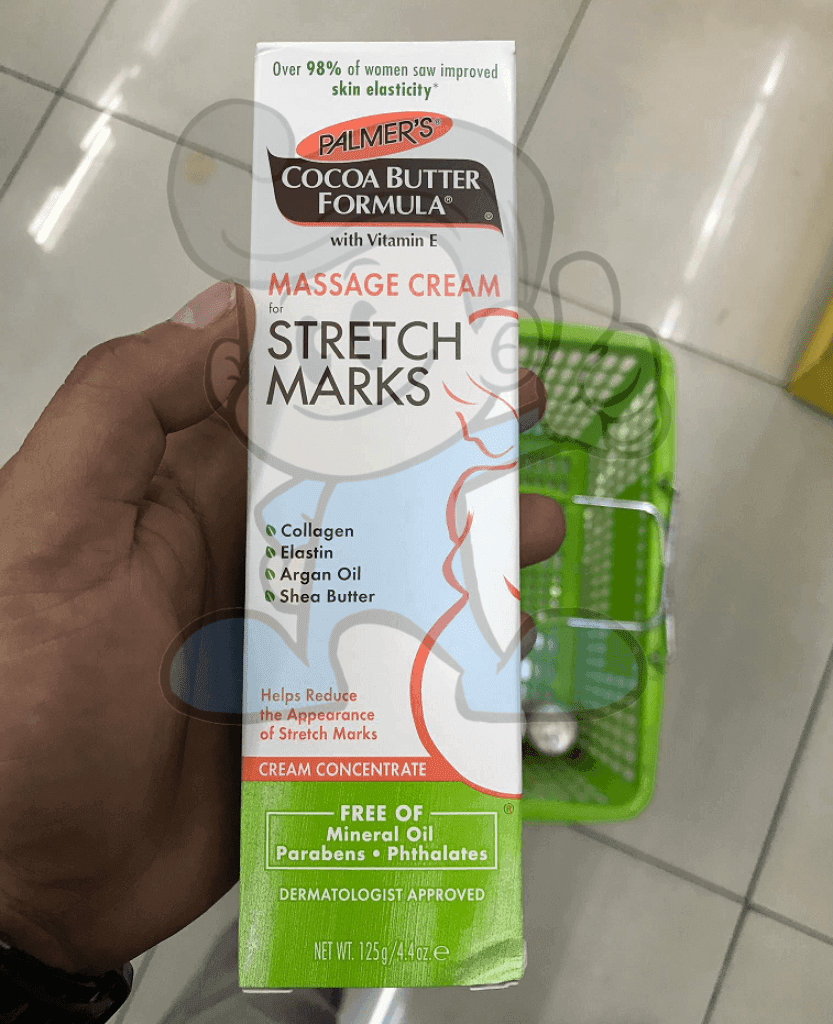 Over 98% of women saw improved
skin elasticity*
PALMER'S®
COCOA BUTTER
FORMULA®
®
with Vitamin E
MASSAGE CREAM
for
STRETCH
MARKS
Collagen
Elastin
Argan Oil
Shea Butter
Helps Reduce
the Appearance
of Stretch Marks
CREAM CONCENTRATE
®
FREE OF
Mineral Oil
Parabens • Phthalates
DERMATOLOGIST APPROVED
NET WT. 125g/4.4oz. e